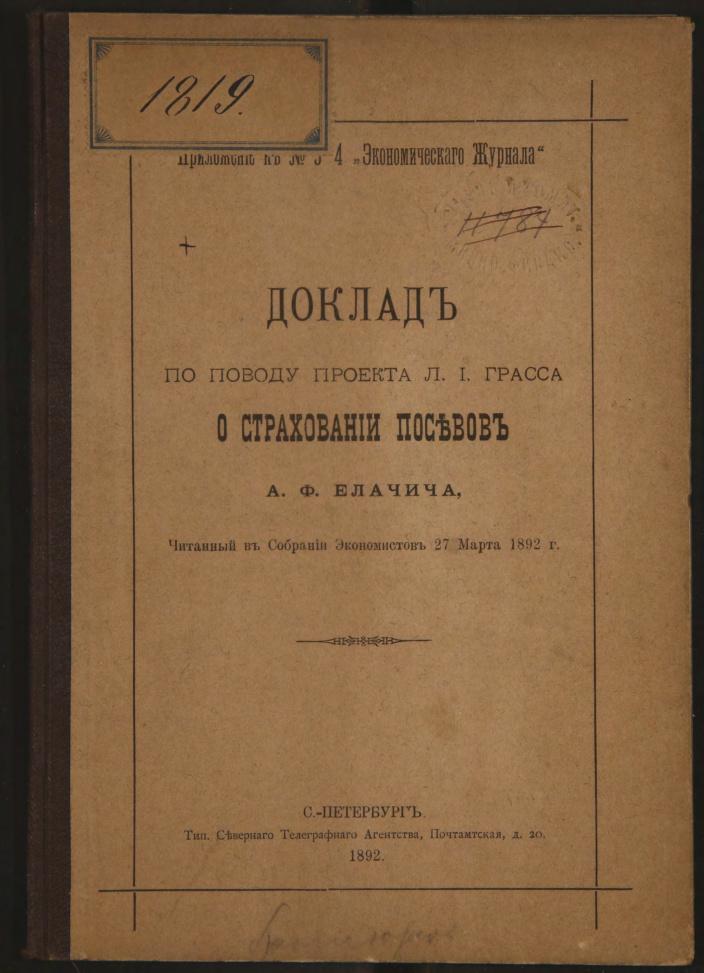 1819.
Приложеніе къ № 3 4 „Экономическаго Журнала“
11784
ДОКЛАДЪ
ПО ПОВОДУ ПРОЕКТА Л. І. ГРАССА
О СТРАХОВАНІИ ПОСѢВОВЪ
А. Ф. ЕЛАЧИЧА,
Читанный въ Собраніи Экономистовъ 27 Марта 1892 г.
С.-ПЕТЕРБУРГЪ.
Тип. Сѣвернаго Телеграфнаго Агентства, Почтамтская, д. 20.
1892.